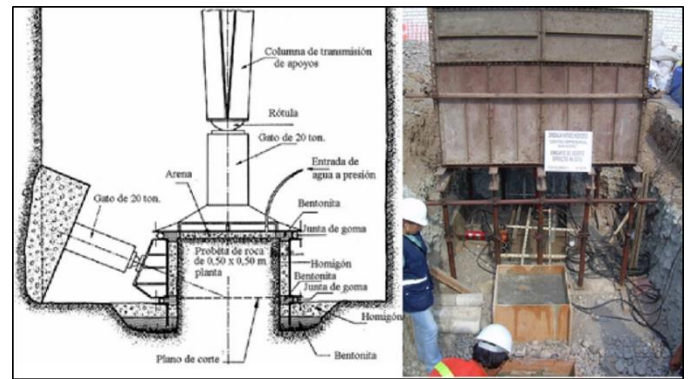 Columna de transmisión
de apoyos
Rótula
Gato de 20 ton.
Entrada de
agua a presión
Arena
Bentonita
Gato de 20 ton.
Junta de goma
Probeta de roca
de 0,50 x 0,50 m
planta
Homigón
Bentonita
Junta de goma
Homigón
Plano de corte
Bentonita